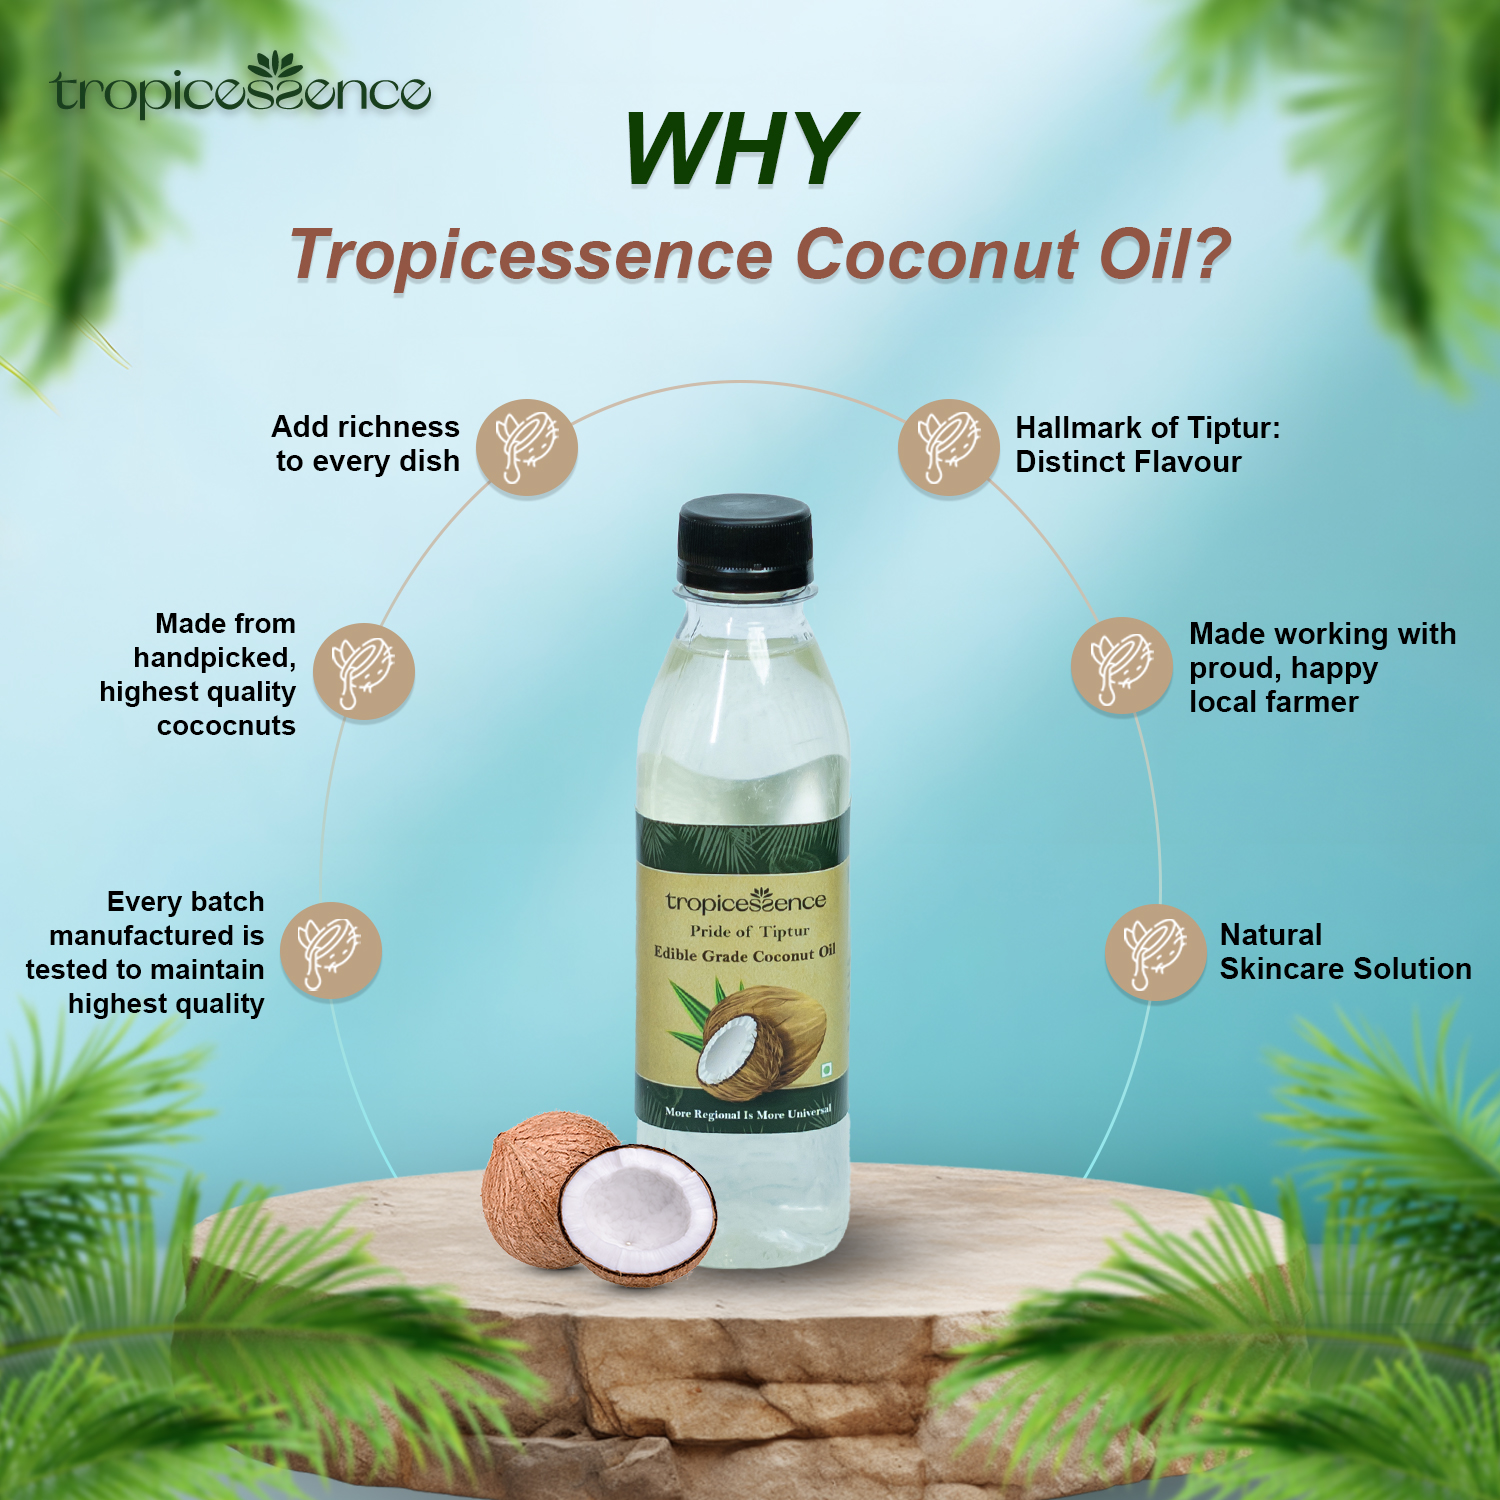 tropicessence
WHY
Tropicessence Coconut Oil?
Add richness
to every dish
Made from
handpicked,
highest quality
cococnuts
Every batch
manufactured is
tested to maintain
highest quality
Hallmark of Tiptur:
Distinct Flavour
Made working with
proud, happy
local farmer
Natural
Skincare Solution
tropicessence
Pride of Tiptur
Edible Grade Coconut Oil
More Regional Is More Universal